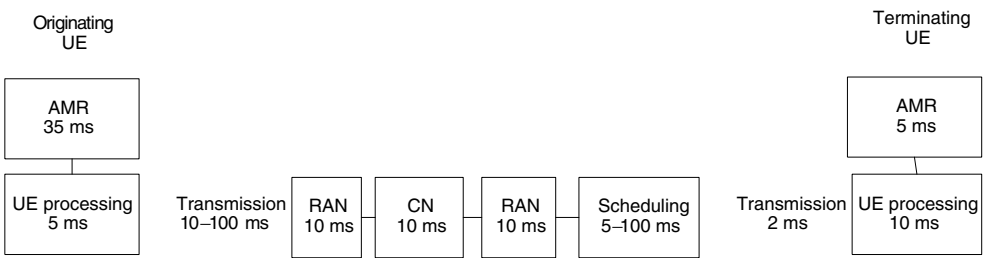 Originating
UE
Terminating
UE
AMR
35 ms
AMR
5 ms
UE processing
5 ms
Transmission
10–100 ms
RAN
10 ms
CN
10 ms
RAN
10 ms
Scheduling
5–100 ms
Transmission
2 ms
UE processing
10 ms